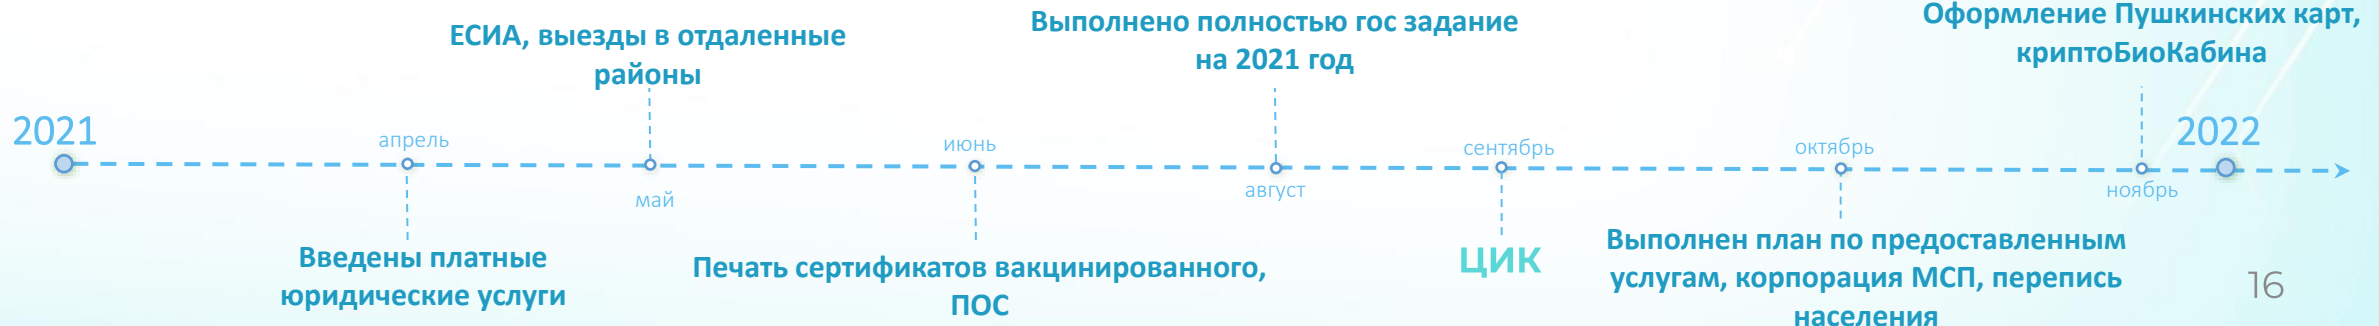 ЕСИА, выезды в отдаленные
районы
Выполнено полностью гос задание
на 2021 год
Оформление Пушкинских карт,
криптоБиоКабина
2021
апрель
май
июнь
август
сентябрь
октябрь
ноябрь
2022
Введены платные
юридические услуги
Печать сертификатов вакцинированного,
ПОС
ЦИК
Выполнен план по предоставленным
услугам, корпорация МСП, перепись
населения
16